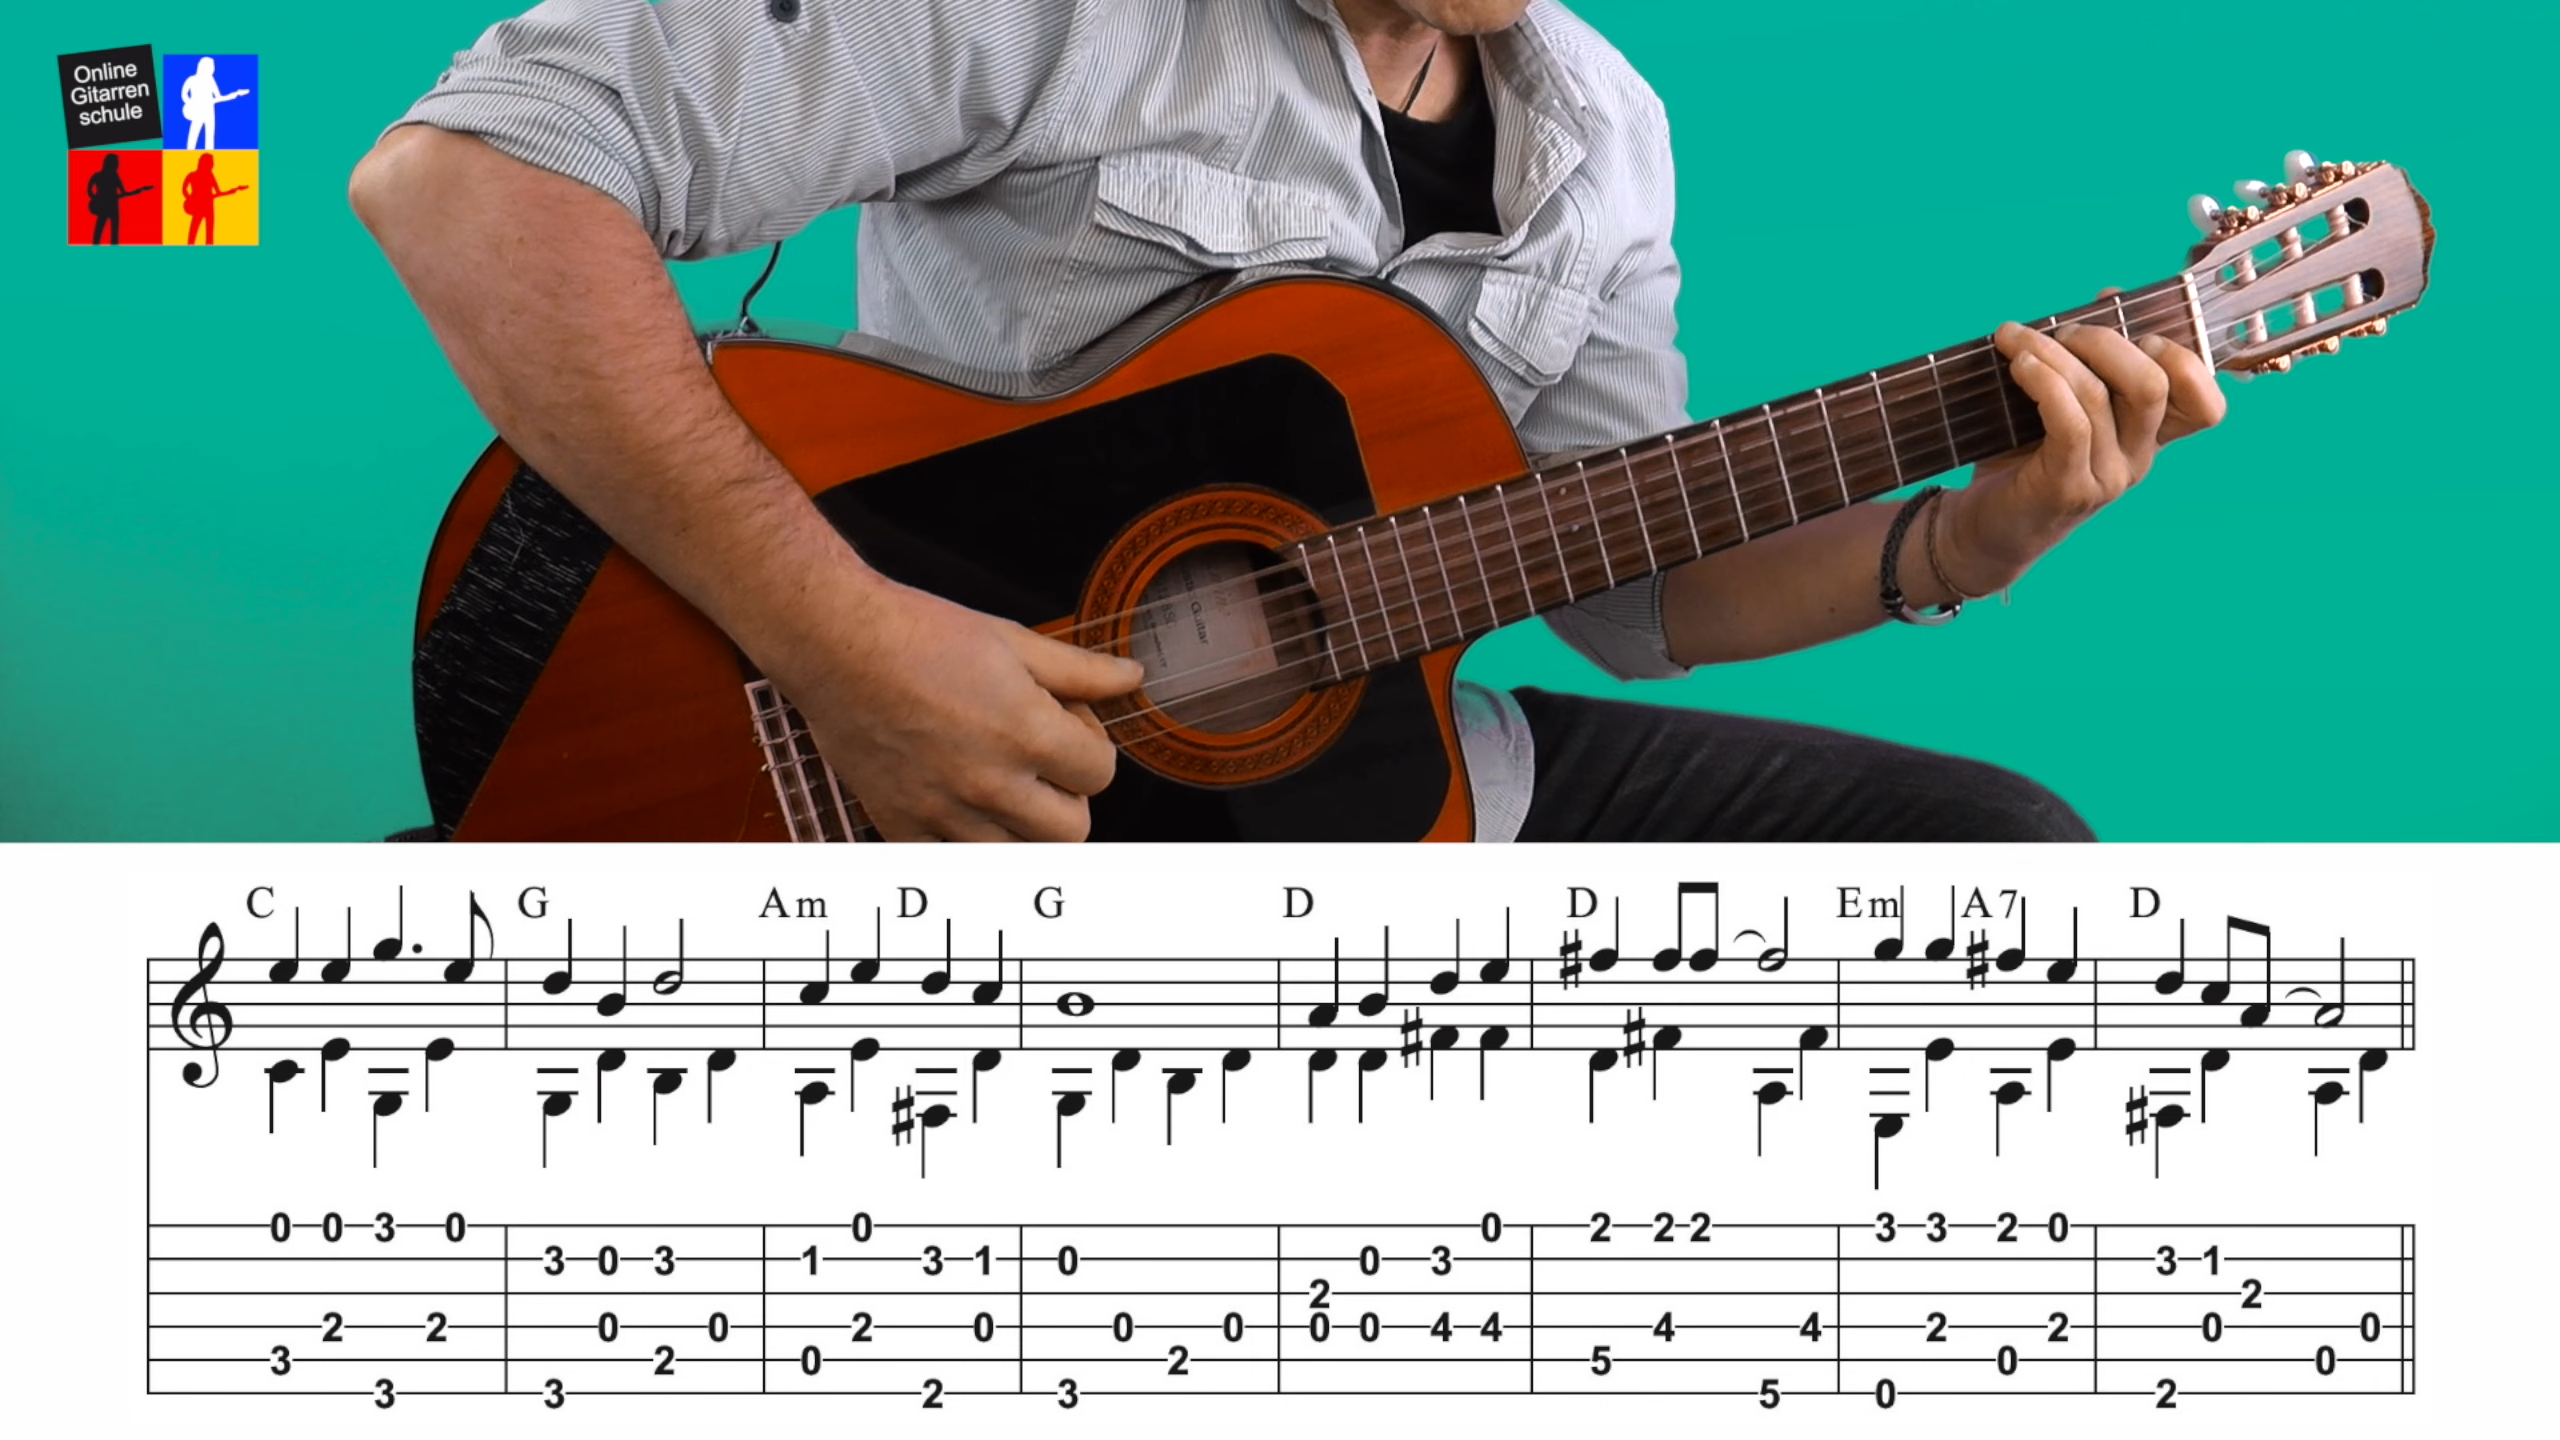 Online
Gitarren
schule
Guitar
C G Am D G D D Em A7 D
0 0 3 0 0 0 2 2 2 3 3 2 0
3 0 3 1 3 1 0 0 3 3 1
2 2
2 2 0 0 2 0 0 0 0 0 4 4 4 4 2 2 0 0
3 2 0 2 5 0 0
3 3 2 3 5 0 2